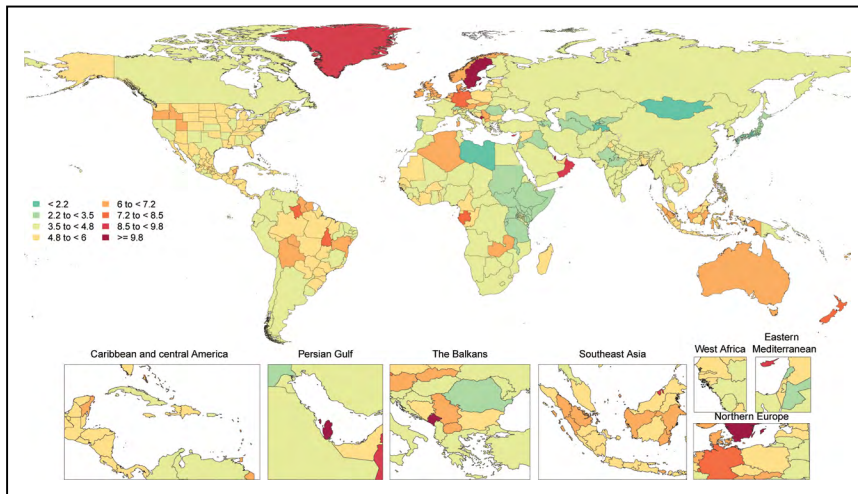 < 2.2
2.2 to < 3.5
3.5 to < 4.8
4.8 to < 6
6 to < 7.2
7.2 to < 8.5
8.5 to < 9.8
>= 9.8
Caribbean and central America
Persian Gulf
The Balkans
Southeast Asia
West Africa
Eastern
Mediterranean
Northern Europe